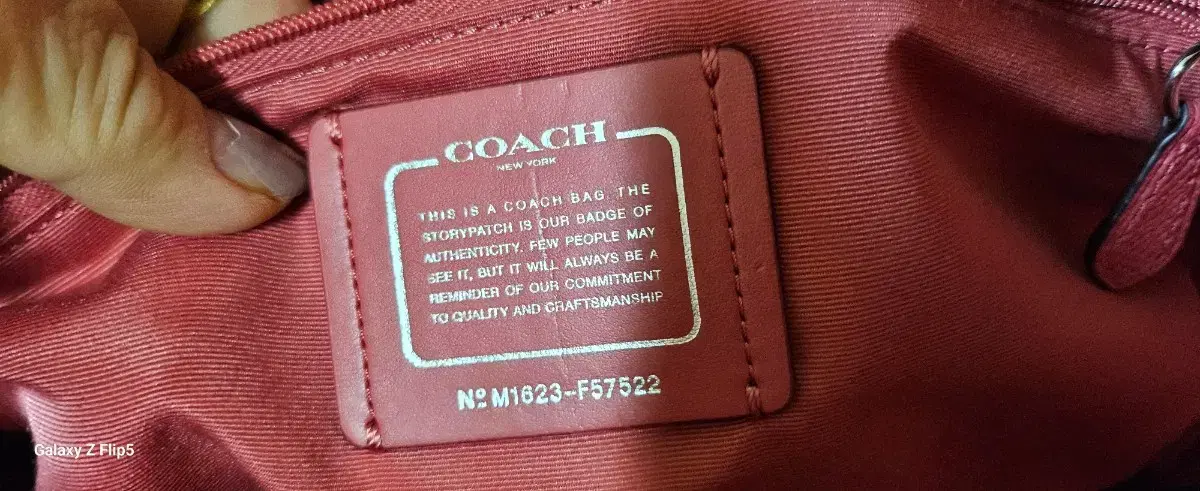 COACH
NEW YORK
THIS IS A COACH BAG. THE
STORYPATCH IS OUR BADGE OF
AUTHENTICITY. FEW PEOPLE MAY
SEE IT, BUT IT WILL ALWAYS BE A
REMINDER OF OUR COMMITMENT
TO QUALITY AND CRAFTSMANSHIP
Nº M1623-F57522
Galaxy Z Flip5